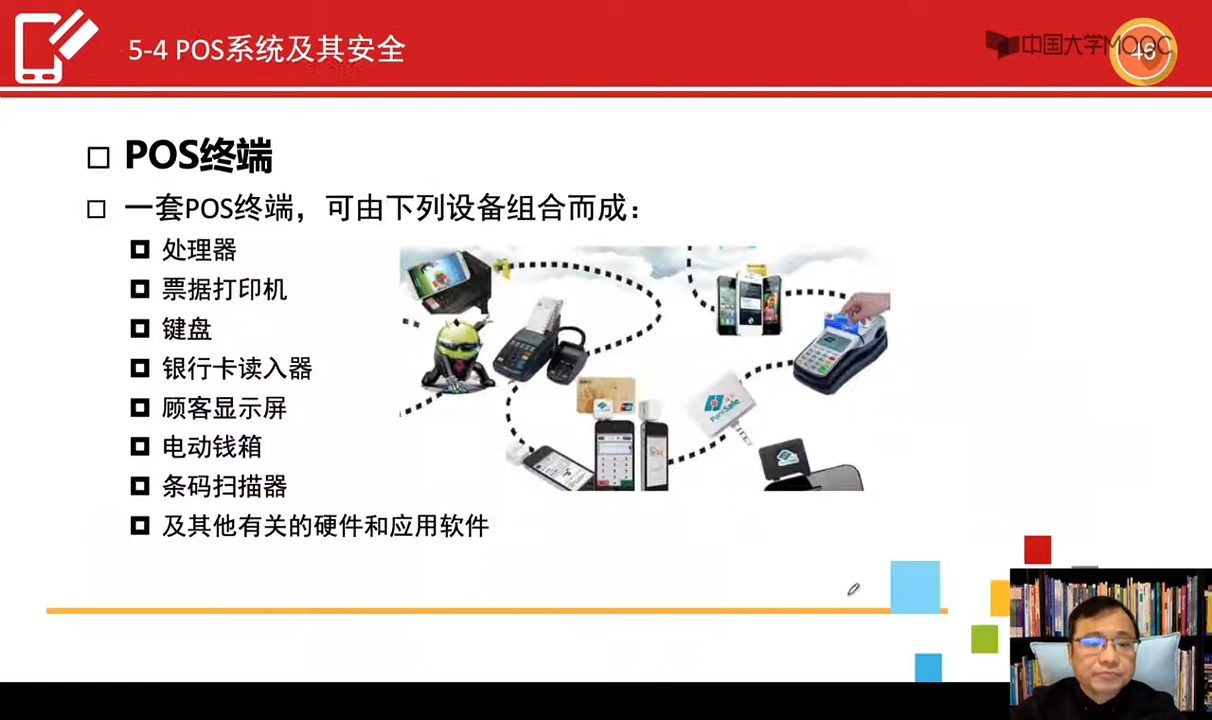 5-4 POS系统及其安全
中国大学MOOC
46
POS终端
一套POS终端，可由下列设备组合而成：
处理器
票据打印机
键盘
银行卡读入器
顾客显示屏
电动钱箱
条码扫描器
及其他有关的硬件和应用软件